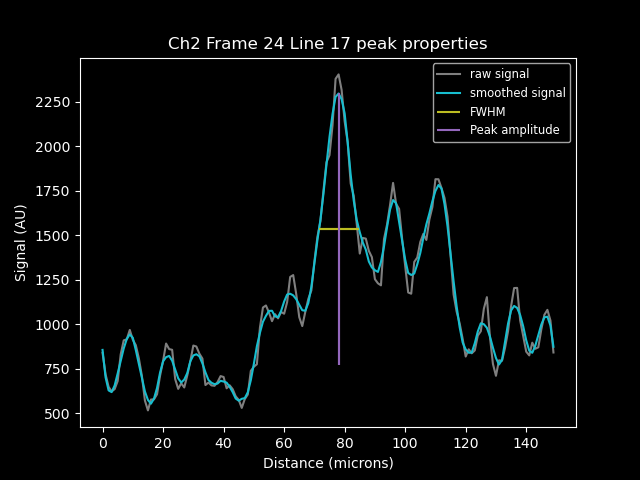 Ch2 Frame 24 Line 17 peak properties
raw signal
smoothed signal
FWHM
Peak amplitude
Signal (AU)
2250
2000
1750
1500
1250
1000
750
500
0 20 40 60 80 100 120 140
Distance (microns)